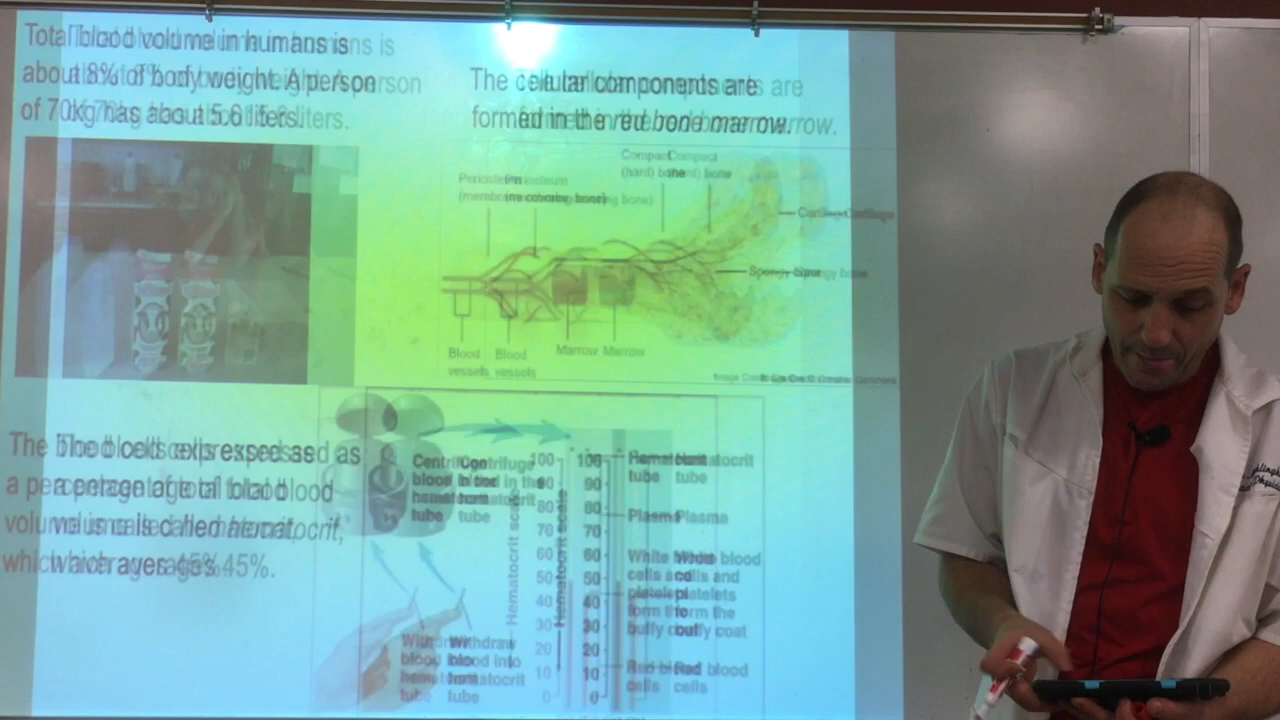 Total blood volume in humans is
about 8% of body weight. A person
of 70kg has about 5.6 liters.
The cellular components are
formed in the red bone marrow.
Compact
(hard) bone
Periosteum
(membrane covering bone)
Cartilage
Spongy bone
Blood
vessels
Marrow
The blood cells expressed as
a percentage of total blood
volume is called hematocrit,
which averages 45%.
Centrifuge
blood in the
hematocrit
tube
Hematocrit scale
100
90
80
70
60
50
40
30
20
10
0
Hematocrit
tube
Plasma
White blood
cells and
platelets
form the
buffy coat
Red blood
cells
Withdraw
blood into
hematocrit
tube